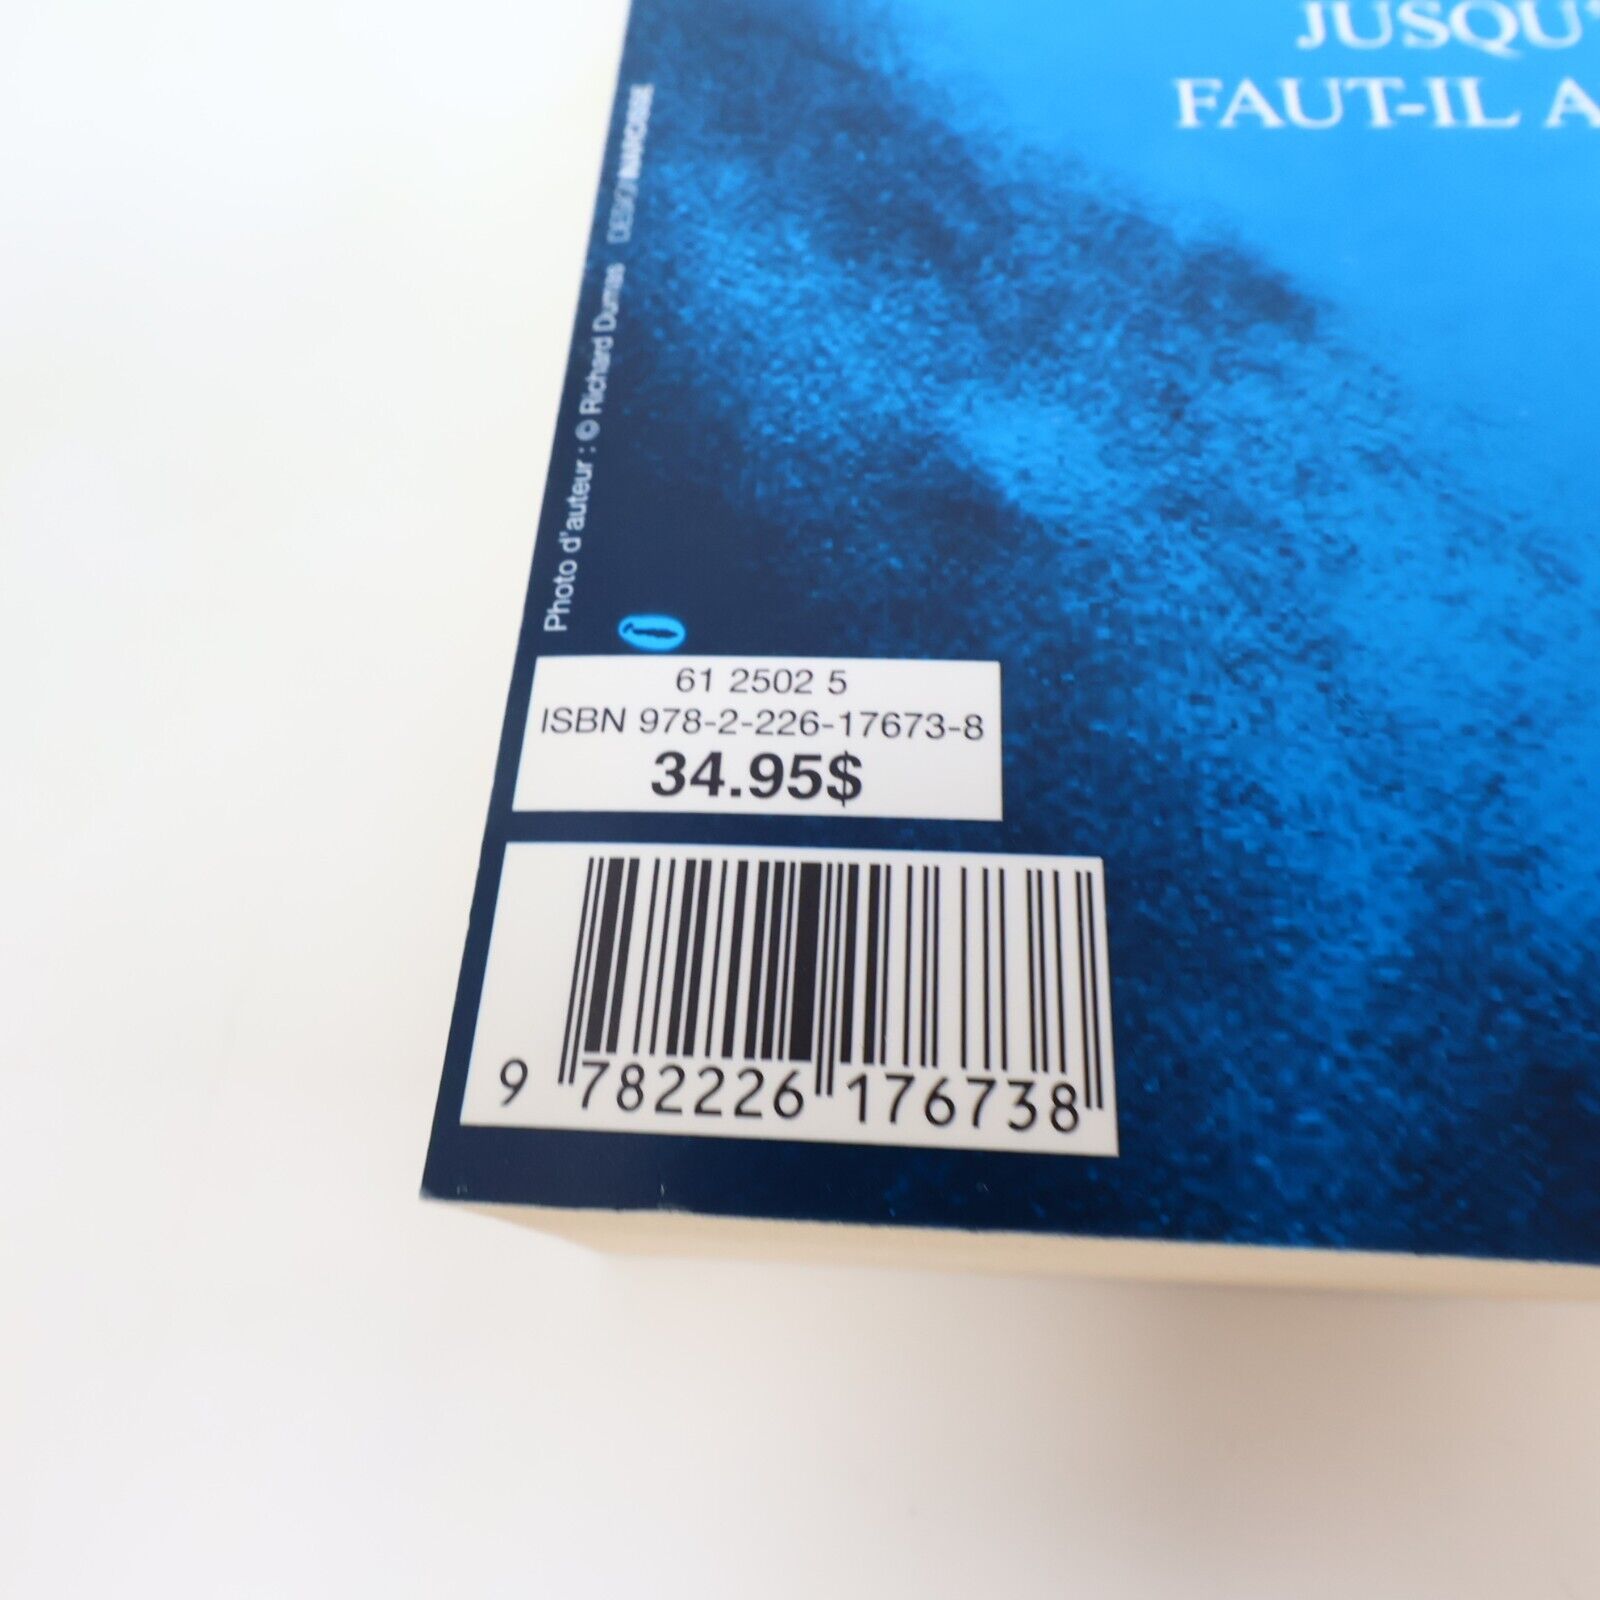 JUSQU'
FAUT-IL A
Photo d'auteur : © Richard Dumas DESIGN
61 2502 5
ISBN 978-2-226-17673-8
34.95$
9 782226 176738